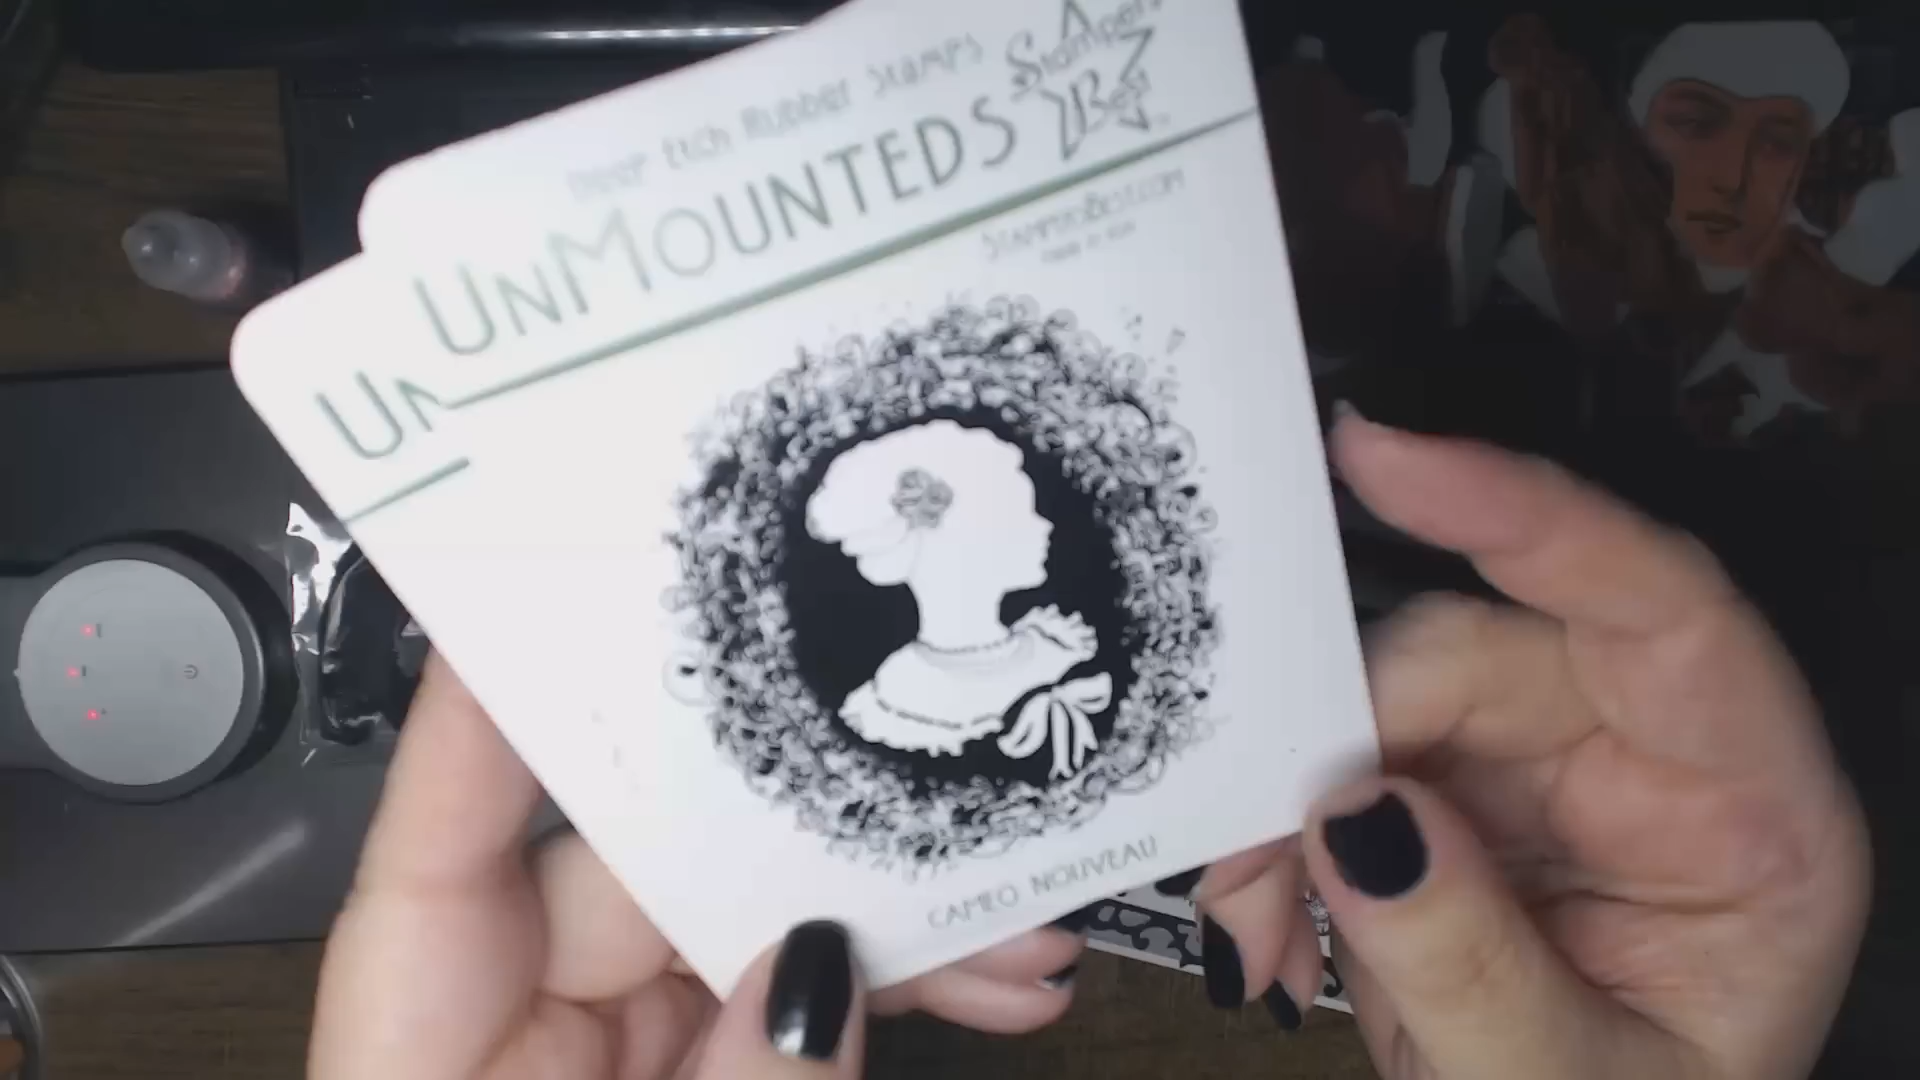 Deep Etch Rubber Stamps
UnMOUNTEDS
Stampers Best
StampersBest.com
Un
CAMEO NOUVEAU